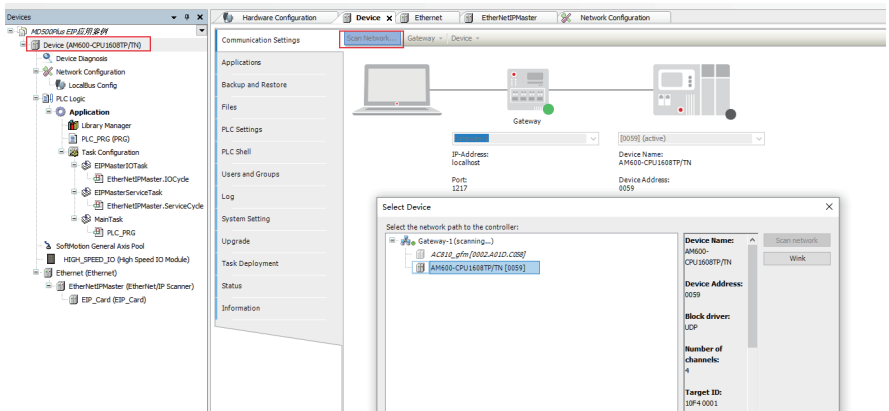 Devices
Hardware Configuration
Device
Ethernet
EtherNetIPMaster
Network Configuration
MD500Plus EIP应用案例
Device (AM600-CPU1608TP/TN)
Device Diagnosis
Network Configuration
LocalBus Config
PLC Logic
Application
Library Manager
PLC_PRG (PRG)
Task Configuration
EIPMasterIOTask
EtherNetIPMaster.IOCycle
EIPMasterServiceTask
EtherNetIPMaster.ServiceCycle
MainTask
PLC_PRG
SoftMotion General Axis Pool
HIGH_SPEED_IO (High Speed IO Module)
Ethernet (Ethernet)
EtherNetIPMaster (EtherNet/IP Scanner)
EIP_Card (EIP_Card)
Communication Settings
Applications
Backup and Restore
Files
PLC Settings
PLC Shell
Users and Groups
Log
System Setting
Upgrade
Task Deployment
Status
Information
Scan Network...
Gateway
Device
Gateway
[0059] (active)
IP-Address:
localhost
Port:
1217
Device Name:
AM600-CPU1608TP/TN
Device Address:
0059
Select Device
Select the network path to the controller:
Gateway-1 (scanning...)
AC810_gfm [0002.A01D.C058]
AM600-CPU1608TP/TN [0059]
Device Name:
AM600-
CPU1608TP/TN
Device Address:
0059
Block driver:
UDP
Number of
channels:
4
Target ID:
10F4 0001
Scan network
Wink